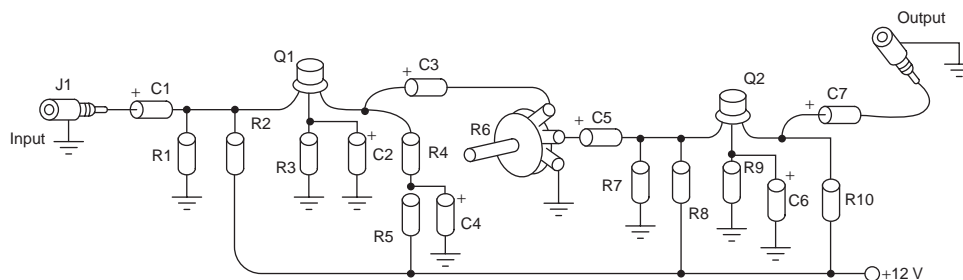 Output
Q1
C3
Q2
J1
+
C1
+
+
C7
R2
+
C5
Input
R1
R3
+
C2
R4
R6
R7
R9
+
R8
C6
R10
+
R5
C4
+12 V